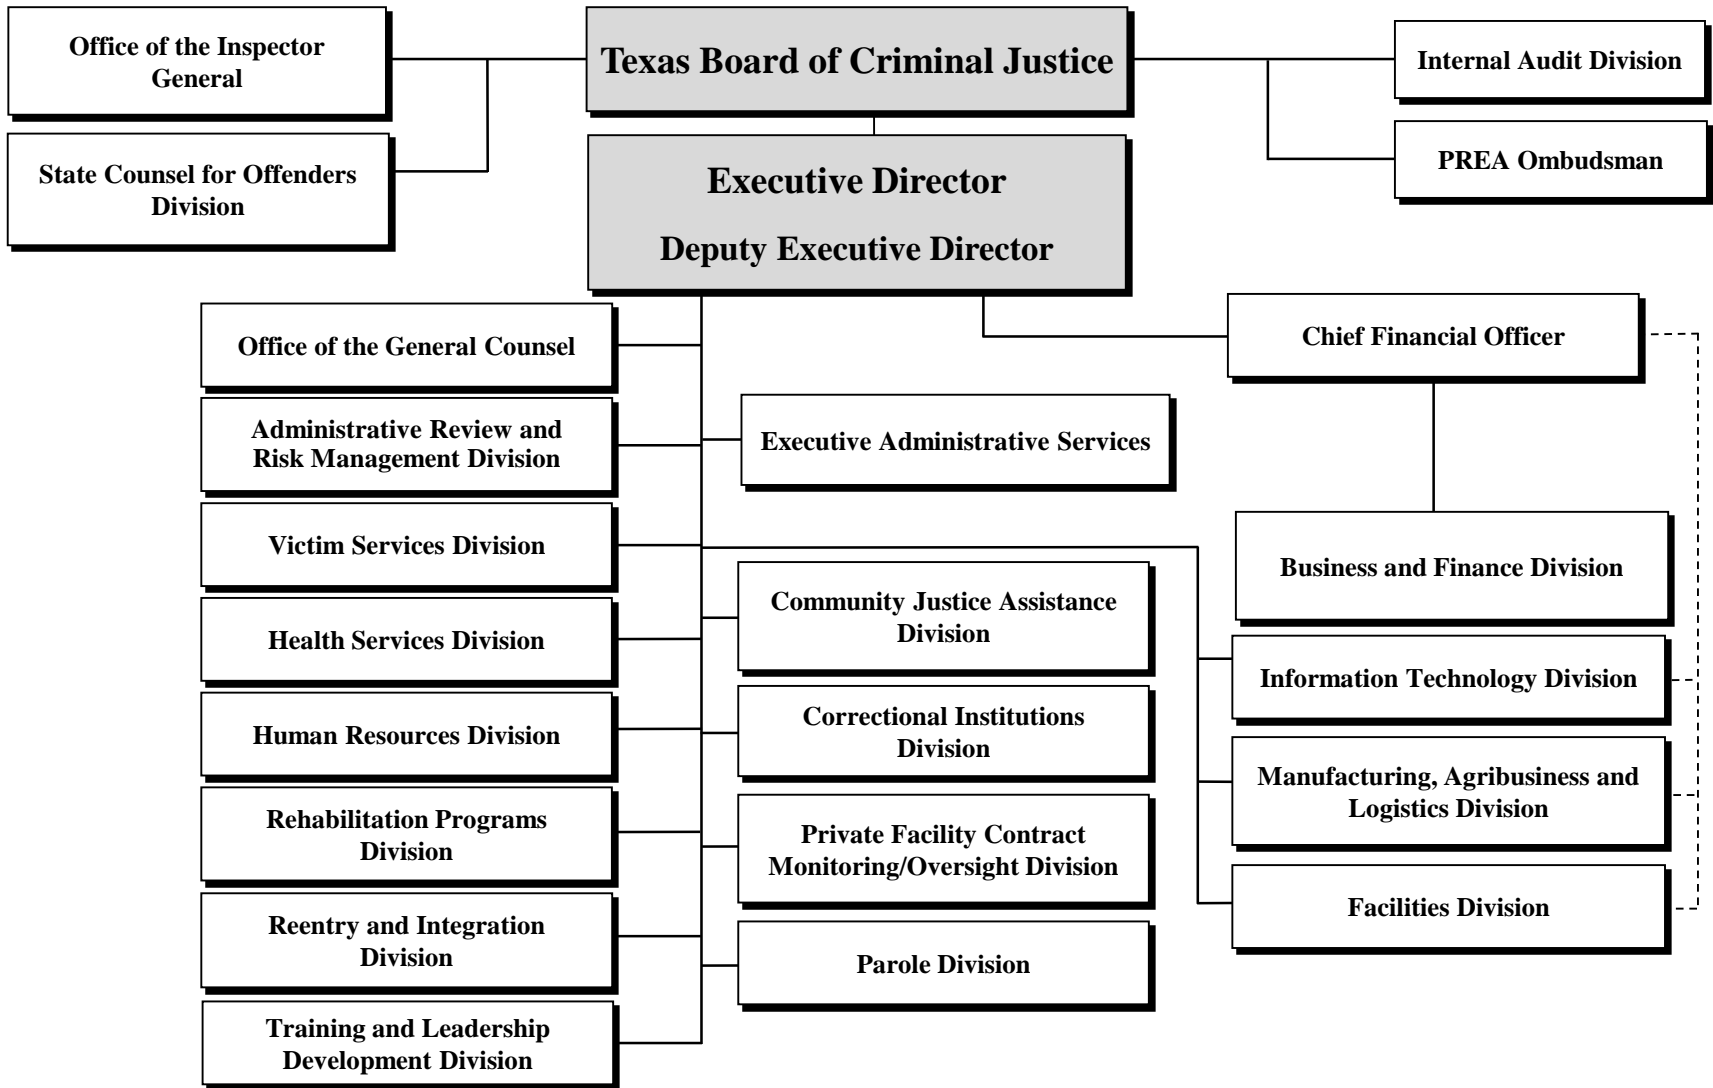 Office of the Inspector
General
Texas Board of Criminal Justice
Internal Audit Division
State Counsel for Offenders
Division
PREA Ombudsman
Executive Director
Deputy Executive Director
Office of the General Counsel
Chief Financial Officer
Administrative Review and
Risk Management Division
Executive Administrative Services
Victim Services Division
Business and Finance Division
Community Justice Assistance
Division
Health Services Division
Information Technology Division
Human Resources Division
Correctional Institutions
Division
Manufacturing, Agribusiness and
Logistics Division
Rehabilitation Programs
Division
Private Facility Contract
Monitoring/Oversight Division
Facilities Division
Reentry and Integration
Division
Parole Division
Training and Leadership
Development Division